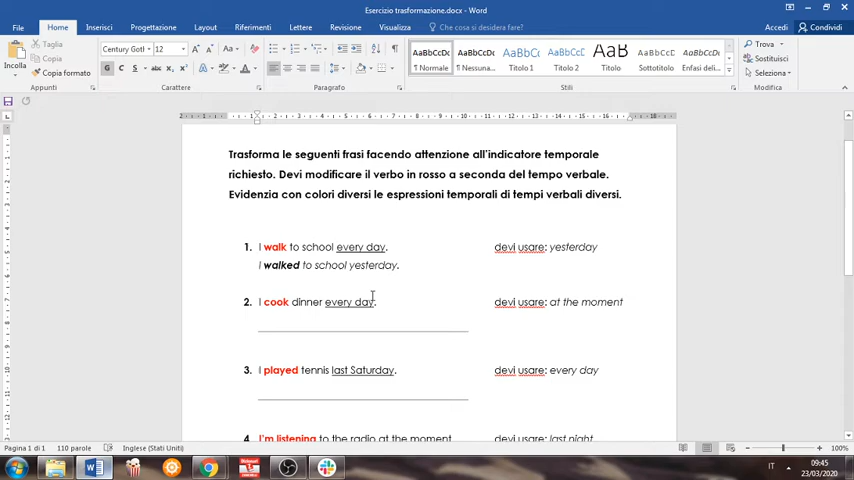 Esercizio trasformazione.docx - Word
File
Home
Inserisci
Progettazione
Layout
Riferimenti
Lettere
Revisione
Visualizza
Che cosa si desidera fare?
Accedi
Condividi
Incolla
Taglia
Copia
Copia formato
Appunti
Century Goth
12
Carattere
Paragrafo
AaBbCcDc
¶ Normale
AaBbCcDc
¶ Nessuna...
AaBbCc
Titolo 1
AaBbCcD
Titolo 2
AaB
Titolo
AaBbCcD
Sottotitolo
AaBbCcDc
Enfasi deli...
Stili
Trova
Sostituisci
Seleziona
Modifica
Trasforma le seguenti frasi facendo attenzione all'indicatore temporale
richiesto. Devi modificare il verbo in rosso a seconda del tempo verbale.
Evidenzia con colori diversi le espressioni temporali di tempi verbali diversi.
1. I walk to school every day. devi usare: yesterday
I walked to school yesterday.
2. I cook dinner every day. devi usare: at the moment
3. I played tennis last Saturday. devi usare: every day
4. I'm listening to the radio at the moment. devi usare: last night
Pagina 1 di 1 110 parole Inglese (Stati Uniti) 100%
IT 09:45
23/03/2020